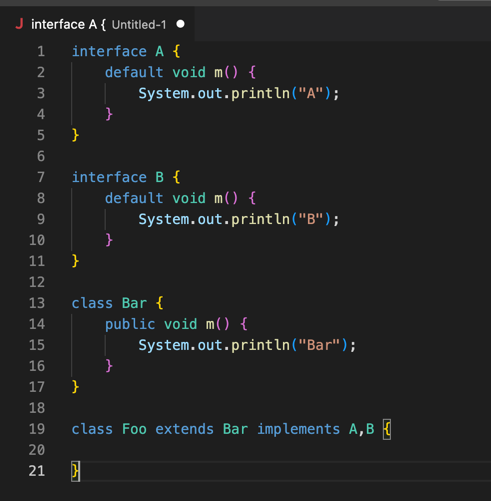 J interface A { Untitled-1 ●
1 interface A {
2     default void m() {
3         System.out.println("A");
4     }
5 }
6
7 interface B {
8     default void m() {
9         System.out.println("B");
10     }
11 }
12
13 class Bar {
14     public void m() {
15         System.out.println("Bar");
16     }
17 }
18
19 class Foo extends Bar implements A,B {
20
21 }